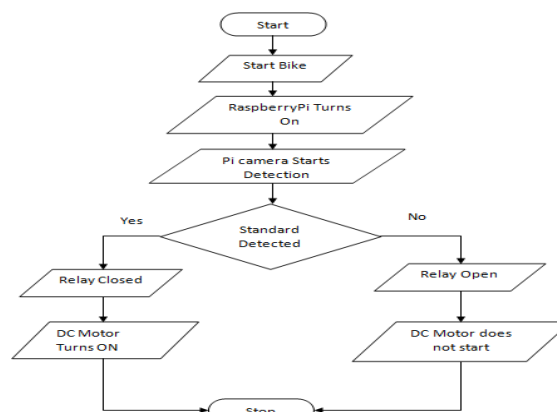 Start
Start Bike
RaspberryPi Turns
On
Pi camera Starts
Detection
Yes
No
Standard
Detected
Relay Closed
Relay Open
DC Motor
Turns ON
DC Motor does
not start
Stop